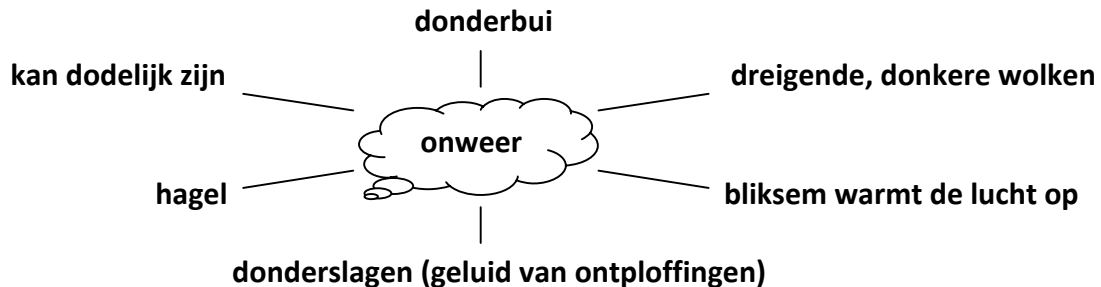 donderbui
kan dodelijk zijn
dreigende, donkere wolken
onweer
hagel
bliksem warmt de lucht op
donderslagen (geluid van ontploffingen)